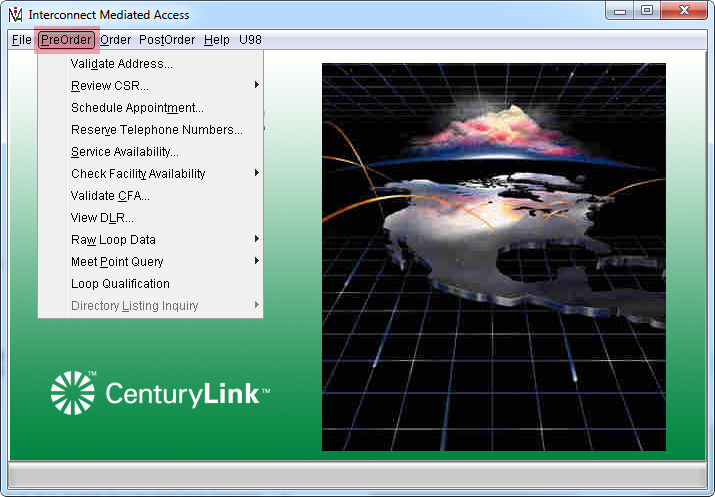 Interconnect Mediated Access
File PreOrder Order PostOrder Help U98
Validate Address...
Review CSR...
Schedule Appointment...
Reserve Telephone Numbers...
Service Availability...
Check Facility Availability
Validate CFA...
View DLR...
Raw Loop Data
Meet Point Query
Loop Qualification
Directory Listing Inquiry
™ CenturyLink™